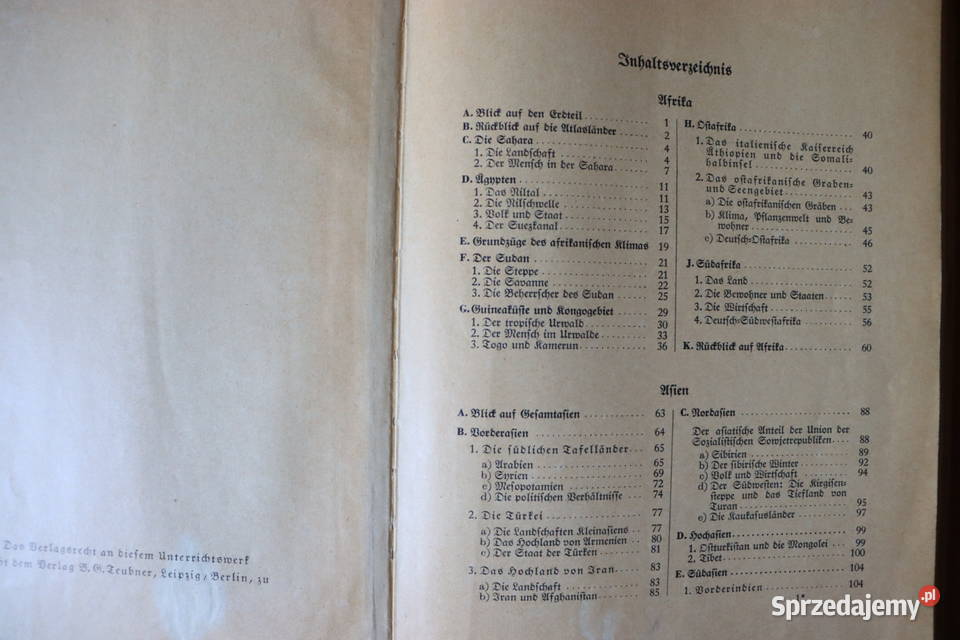 Das Verlagsrecht an diesem Unterrichtswerk
ht dem Verlag B. G. Teubner, Leipzig, Berlin, zu
Inhaltsverzeichnis
Afrika
A. Blick auf den Erdteil 1
B. Rückblick auf die Atlasländer 2
C. Die Sahara 4
1. Die Landschaft 4
2. Der Mensch in der Sahara 7
D. Ägypten 11
1. Das Niltal 11
2. Die Nilschwelle 13
3. Volk und Staat 15
4. Der Suezkanal 17
E. Grundzüge des afrikanischen Klimas 19
F. Der Sudan 21
1. Die Steppe 21
2. Die Savanne 22
3. Die Beherrscher des Sudan 25
G. Guineaküste und Kongogebiet 29
1. Der tropische Urwald 30
2. Der Mensch im Urwalde 33
3. Togo und Kamerun 36
H. Ostafrika 40
1. Das italienische Kaiserreich
Äthiopien und die Somali-
halbinsel 40
2. Das ostafrikanische Graben-
und Seengebiet 43
a) Die ostafrikanischen Gräben 43
b) Klima, Pflanzenwelt und Be-
wohner 45
c) Deutsch-Ostafrika 46
J. Südafrika 52
1. Das Land 52
2. Die Bewohner und Staaten 53
3. Die Wirtschaft 55
4. Deutsch-Südwestafrika 56
K. Rückblick auf Afrika 60
Asien
A. Blick auf Gesamtasien 63
B. Vorderasien 64
1. Die südlichen Tafelländer 65
a) Arabien 65
b) Syrien 69
c) Mesopotamien 72
d) Die politischen Verhältnisse 74
2. Die Türkei 77
a) Die Landschaften Kleinasiens 77
b) Das Hochland von Armenien 80
c) Der Staat der Türken 81
3. Das Hochland von Iran 83
a) Die Landschaft 83
b) Iran und Afghanistan 85
C. Nordasien 88
Der asiatische Anteil der Union der
Sozialistischen Sowjetrepubliken 88
a) Sibirien 89
b) Der sibirische Winter 92
c) Volk und Wirtschaft 94
d) Der Südwesten: Die Kirgisen-
steppe und das Tiefland von
Turan 95
e) Die Kaukasusländer 97
D. Hochasien 99
1. Ostturkistan und die Mongolei 99
2. Tibet 100
E. Südasien 104
1. Vorderindien 104
1*
Sprzedajemy.pl